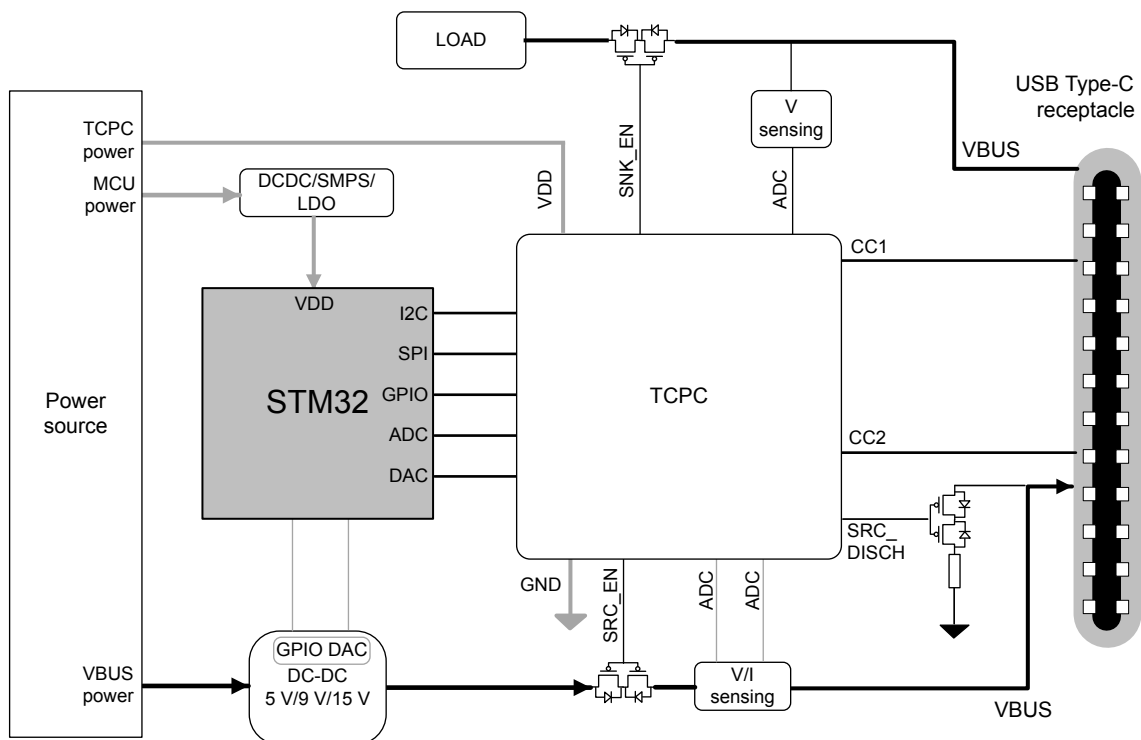 LOAD
USB Type-C
receptacle
TCPC
power
MCU
power
DCDC/SMPS/
LDO
VDD
SNK_EN
V
sensing
ADC
VBUS
CC1
VDD
I2C
SPI
GPIO
ADC
DAC
STM32
TCPC
Power
source
CC2
SRC_
DISCH
GND
SRC_EN
ADC
ADC
GPIO DAC
DC-DC
5 V/9 V/15 V
VBUS
power
V/I
sensing
VBUS